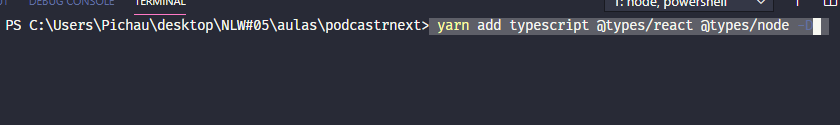 DEBUG CONSOLE TERMINAL 1: node, powershell
PS C:\Users\Pichau\desktop\NLW#05\aulas\podcastrnext> yarn add typescript @types/react @types/node -D